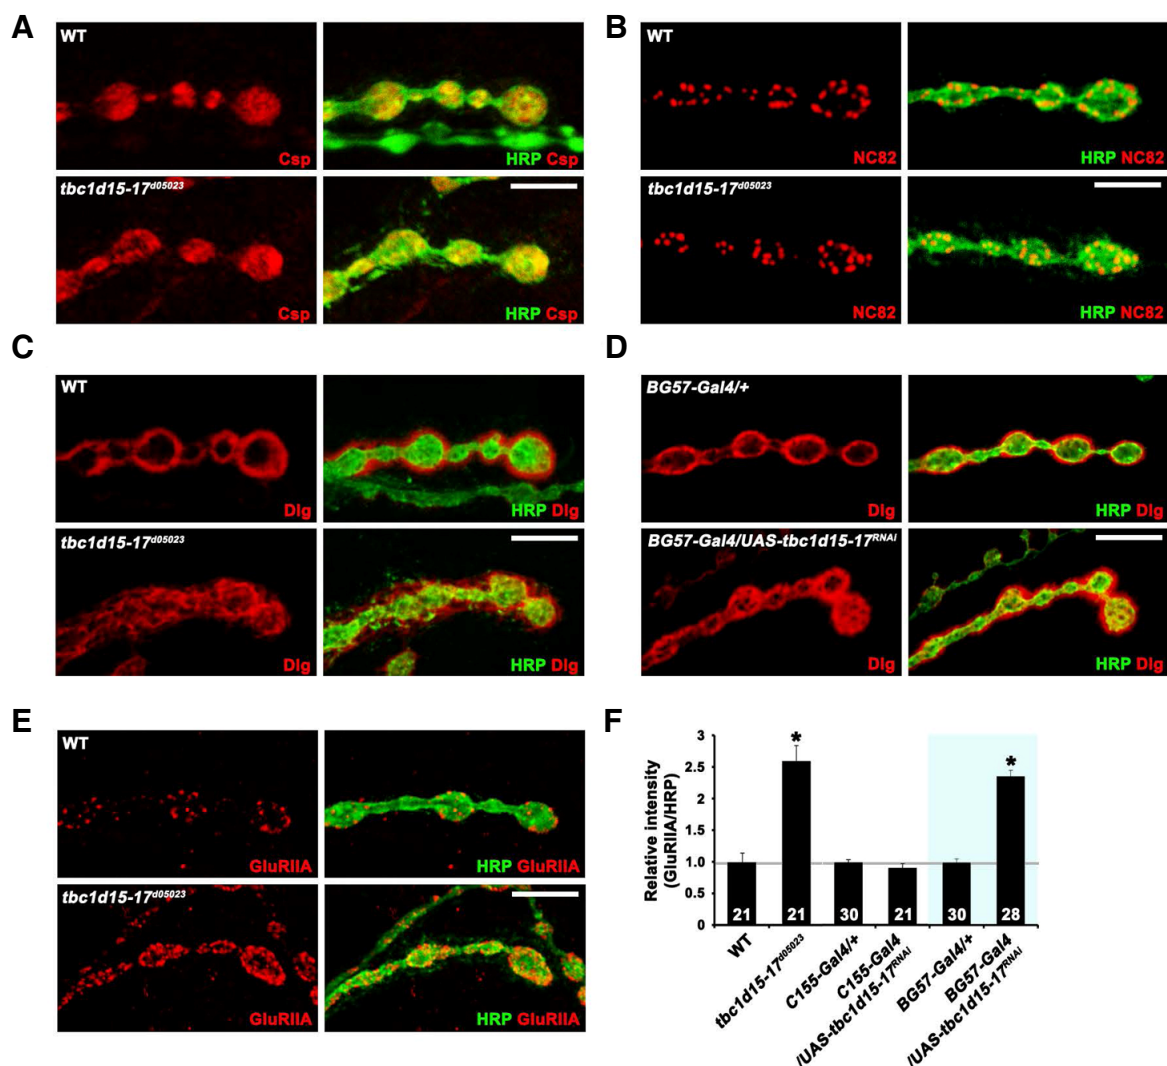 A
WT
Csp
HRP Csp
tbc1d15-17d05023
Csp
HRP Csp
B
WT
NC82
HRP NC82
tbc1d15-17d05023
NC82
HRP NC82
C
WT
Dlg
HRP Dlg
tbc1d15-17d05023
Dlg
HRP Dlg
D
BG57-Gal4/+
Dlg
HRP Dlg
BG57-Gal4/UAS-tbc1d15-17RNAi
Dlg
HRP Dlg
E
WT
GluRIIA
HRP GluRIIA
tbc1d15-17d05023
GluRIIA
HRP GluRIIA
F
Relative intensity
(GluRIIA/HRP)
3
2.5
2
1.5
1.0
0.5
0
*
*
21
21
30
21
30
28
WT
tbc1d15-17d05023
C155-Gal4/+
C155-Gal4
/UAS-tbc1d15-17RNAi
BG57-Gal4/+
BG57-Gal4
/UAS-tbc1d15-17RNAi